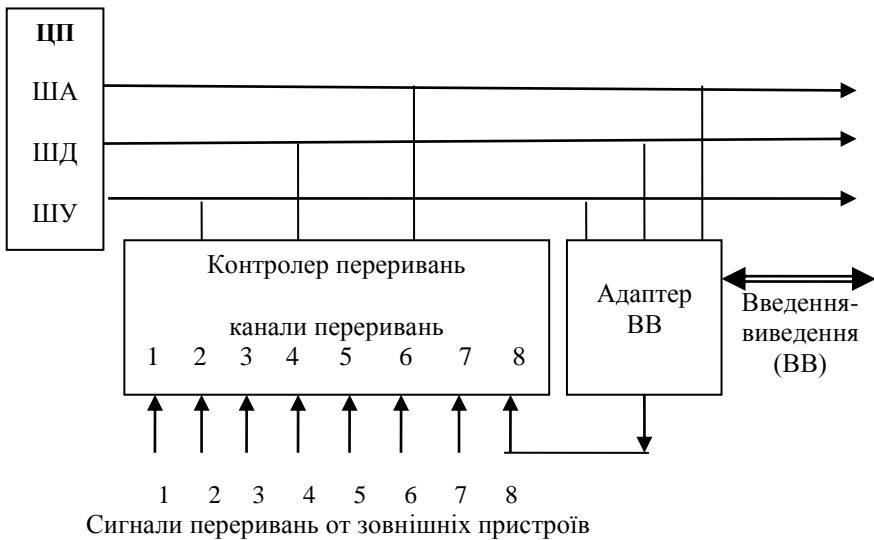 ЦП
ША
ШД
ШУ
Контролер переривань
канали переривань
1 2 3 4 5 6 7 8
Адаптер
ВВ
Введення-
виведення
(ВВ)
1 2 3 4 5 6 7 8
Сигнали переривань от зовнішніх пристроїв